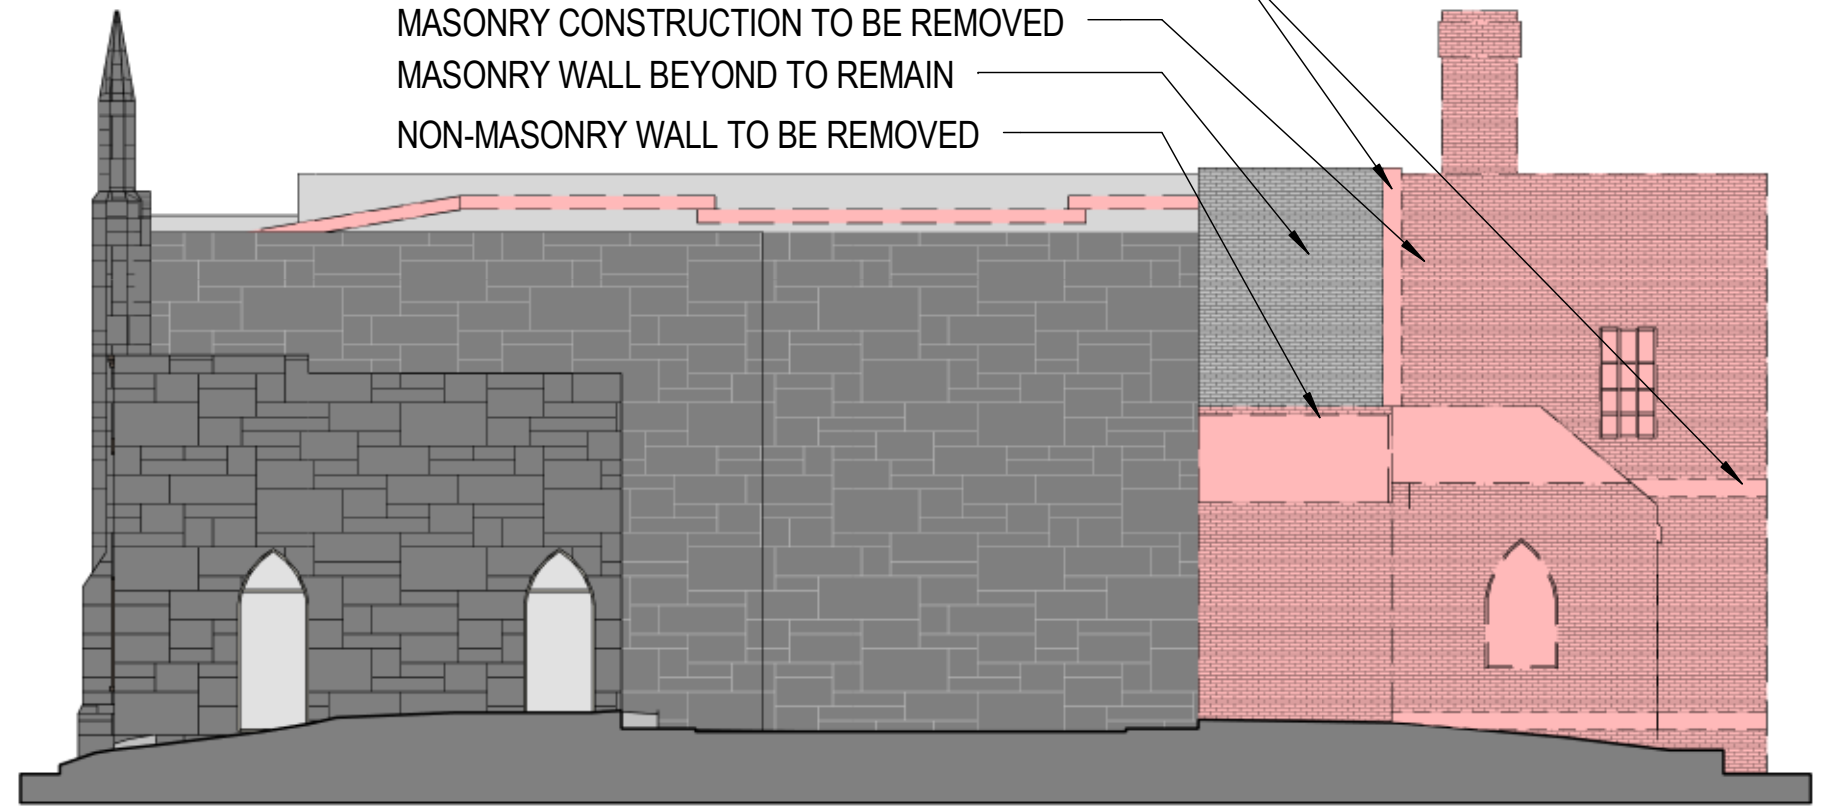 MASONRY CONSTRUCTION TO BE REMOVED
MASONRY WALL BEYOND TO REMAIN
NON-MASONRY WALL TO BE REMOVED